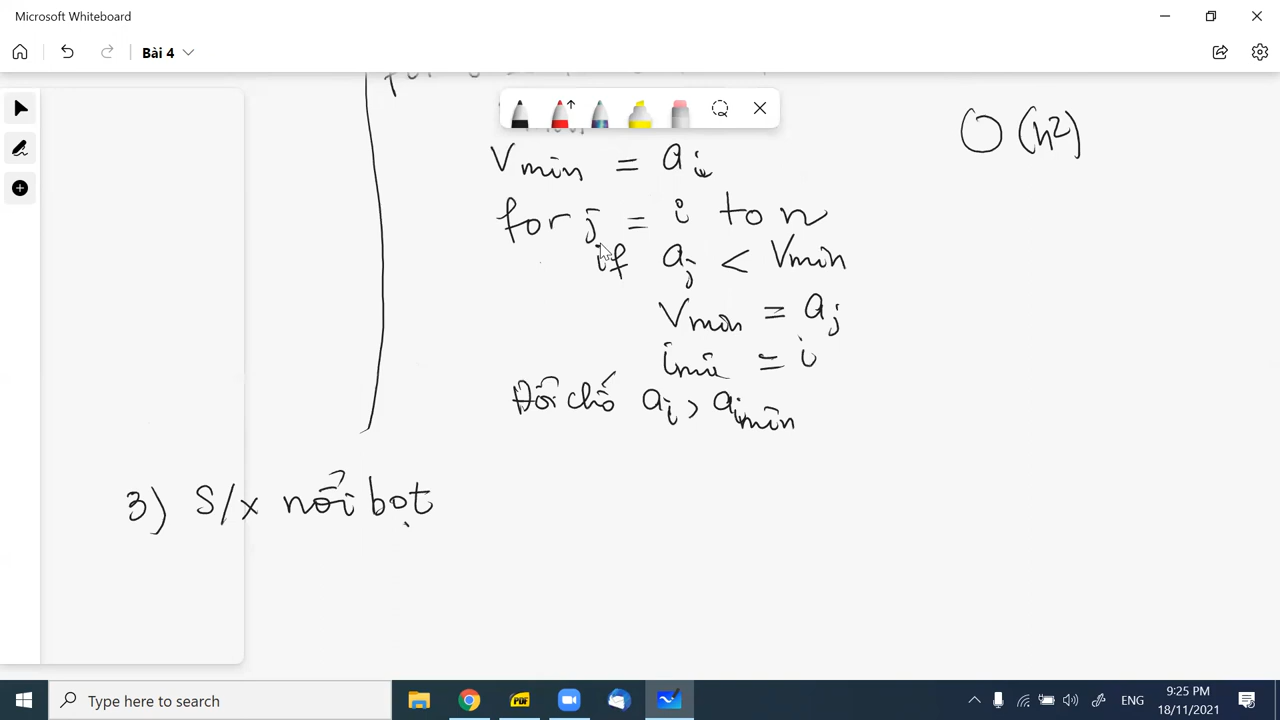 Microsoft Whiteboard
Bài 4
for
O(n²)
Vmin = ai
for j = i to n
if aj < Vmin
Vmin = aj
imin = i
Đổi chỗ ai, aimin
3) S/x nổi bọt
Type here to search
ENG
9:25 PM
18/11/2021